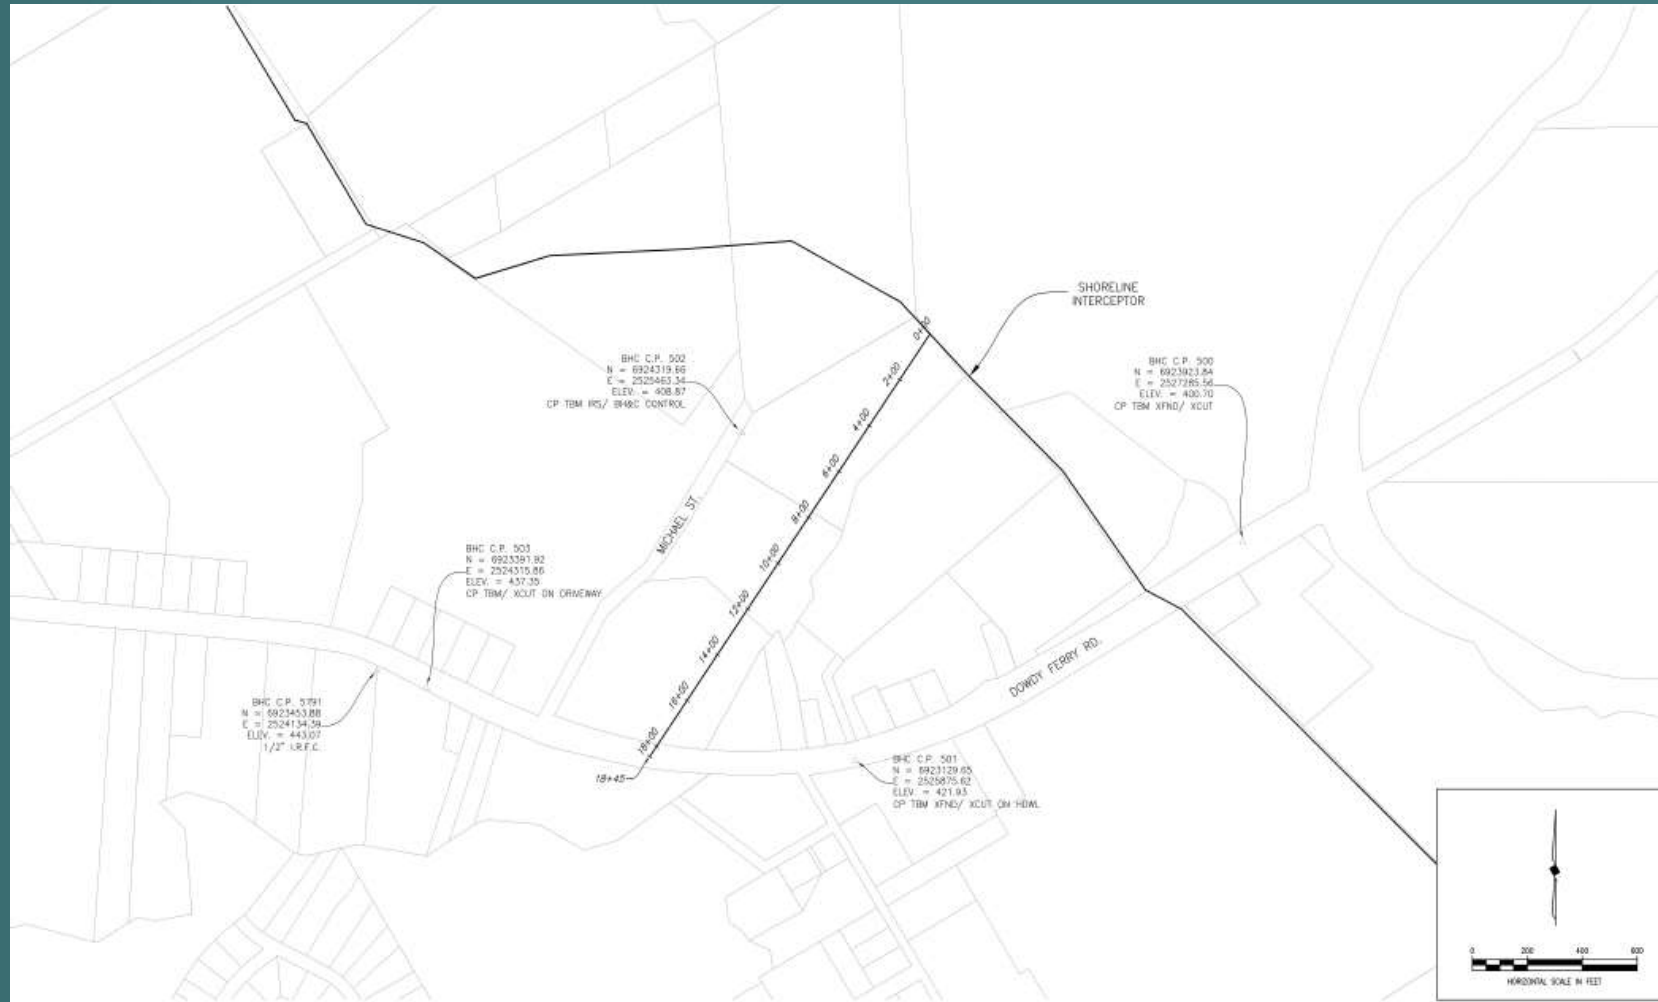 SHORELINE
INTERCEPTOR
0+00
2+00
4+00
6+00
8+00
10+00
12+00
14+00
16+00
18+00
18+45
BHC C.P. 502
N = 6924319.66
E = 2525463.34
ELEV. = 408.87
CP TBM IRS/ BH&C CONTROL
BHC C.P. 500
N = 6923923.84
E = 2527285.56
ELEV. = 400.70
CP TBM XFND/ XCUT
MICHAEL ST.
BHC C.P. 503
N = 6923391.92
E = 2524315.86
ELEV. = 437.35
CP TBM/ XCUT ON DRIVEWAY
DOWDY FERRY RD.
BHC C.P. 5791
N = 6923453.88
E = 2524134.39
ELEV. = 443.07
1/2" I.R.F.C.
BHC C.P. 501
N = 6923129.65
E = 2525875.62
ELEV. = 421.93
CP TBM XFND/ XCUT ON HDWL
0 200 400 600
HORIZONTAL SCALE IN FEET